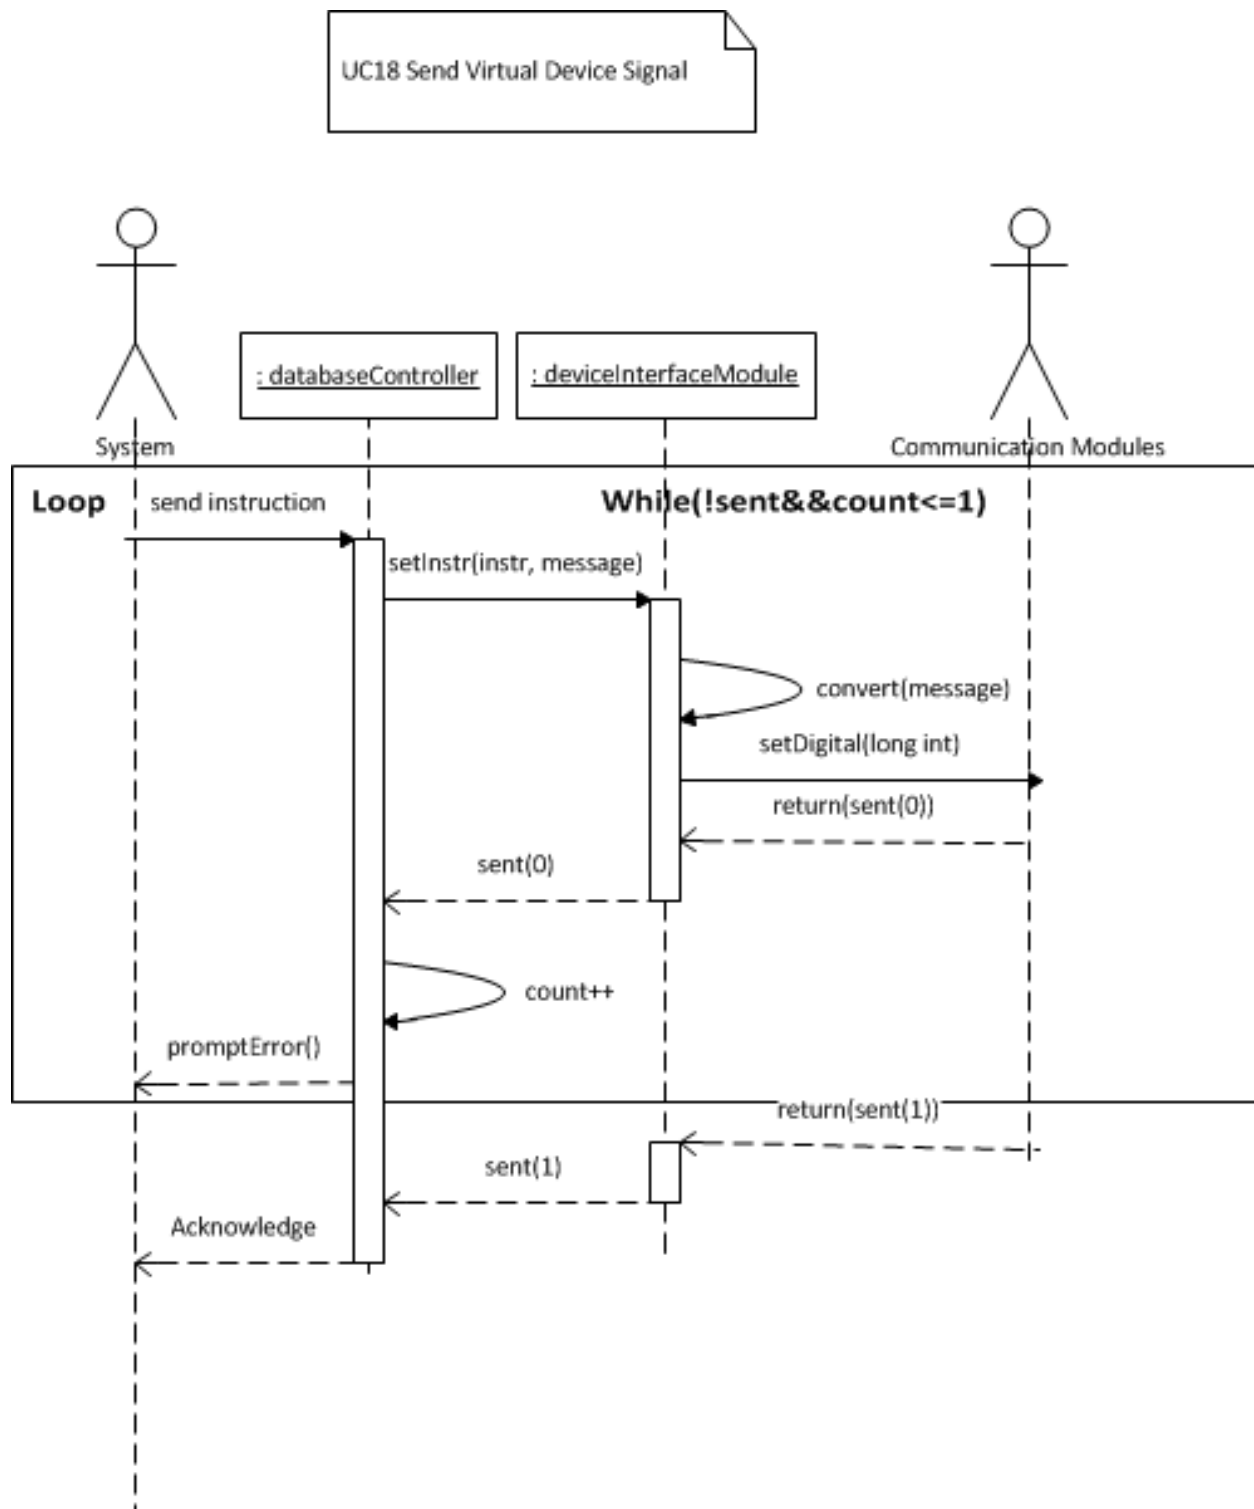 UC18 Send Virtual Device Signal
: databaseController
: deviceInterfaceModule
System
Communication Modules
Loop
send instruction
While(!sent&&count<=1)
setInstr(instr, message)
convert(message)
setDigital(long int)
return(sent(0))
sent(0)
count++
promptError()
return(sent(1))
sent(1)
Acknowledge